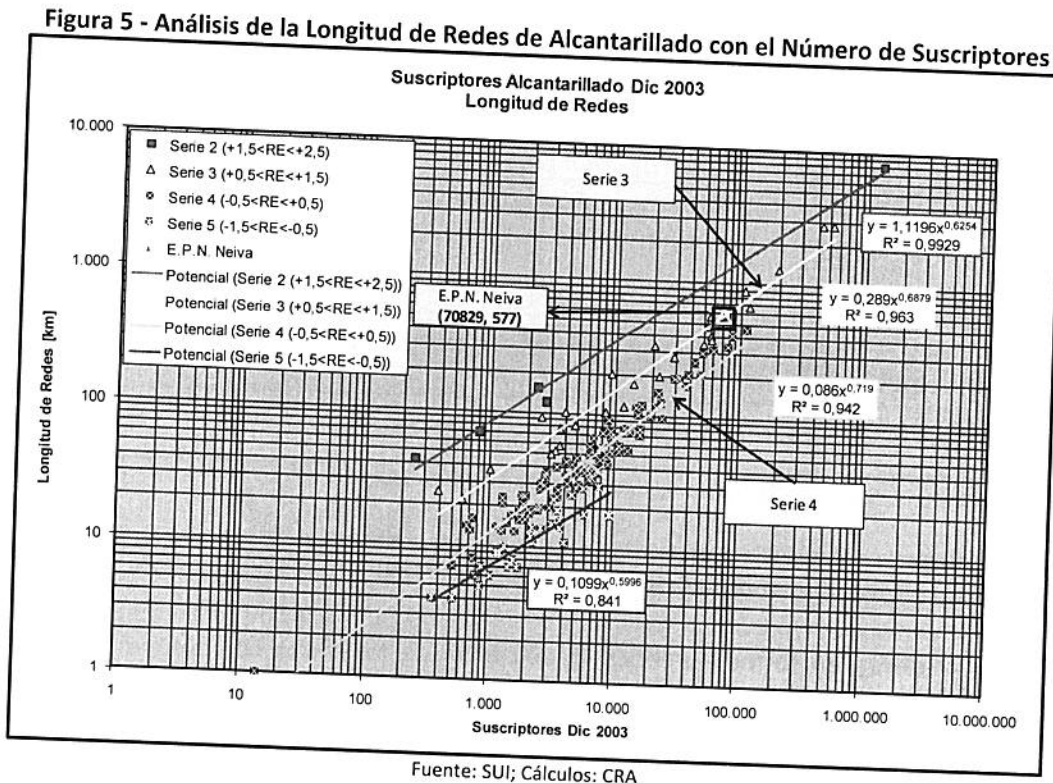 Figura 5 - Análisis de la Longitud de Redes de Alcantarillado con el Número de Suscriptores
Suscriptores Alcantarillado Dic 2003
Longitud de Redes
10.000
1.000
100
10
1
Longitud de Redes [km]
Serie 2 (+1,5<RE<+2,5)
Serie 3 (+0,5<RE<+1,5)
Serie 4 (-0,5<RE<+0,5)
Serie 5 (-1,5<RE<-0,5)
E.P.N. Neiva
Potencial (Serie 2 (+1,5<RE<+2,5))
Potencial (Serie 3 (+0,5<RE<+1,5))
Potencial (Serie 4 (-0,5<RE<+0,5))
Potencial (Serie 5 (-1,5<RE<-0,5))
Serie 3
y = 1,1196x^0,6254
R² = 0,9929
E.P.N. Neiva
(70829, 577)
y = 0,289x^0,6879
R² = 0,963
y = 0,086x^0,719
R² = 0,942
Serie 4
y = 0,1099x^0,5996
R² = 0,841
1 10 100 1.000 10.000 100.000 1.000.000 10.000.000
Suscriptores Dic 2003
Fuente: SUI; Cálculos: CRA